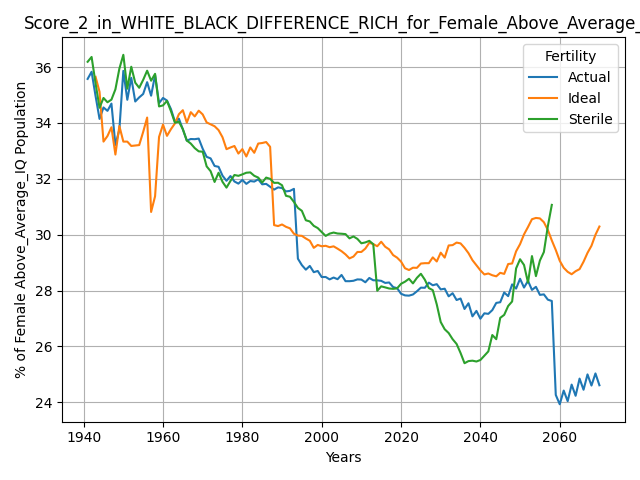 Score_2_in_WHITE_BLACK_DIFFERENCE_RICH_for_Female_Above_Average_
Fertility
Actual
Ideal
Sterile
% of Female Above_Average_IQ Population
36
34
32
30
28
26
24
1940
1960
1980
2000
2020
2040
2060
Years